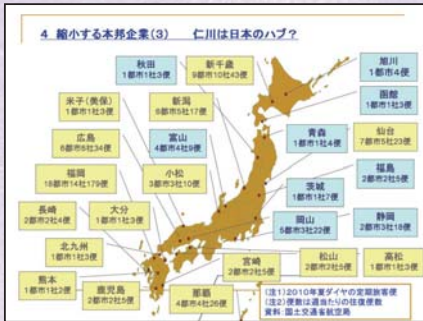 4 縮小する本邦企業(3)　仁川は日本のハブ?
秋田
1都市1社3便
新千歳
9都市10社43便
旭川
1都市4便
米子(美保)
1都市1社3便
新潟
6都市5社17便
函館
1都市1社3便
広島
6都市6社34便
富山
4都市4社9便
青森
1都市1社4便
仙台
7都市5社23便
福岡
18都市14社179便
小松
3都市3社10便
福島
2都市2社5便
茨城
1都市1社7便
長崎
2都市2社4便
大分
1都市1社3便
岡山
5都市3社22便
静岡
2都市3社18便
北九州
1都市1社3便
宮崎
2都市2社5便
松山
2都市2社5便
高松
1都市1社3便
熊本
1都市1社2便
鹿児島
2都市2社5便
那覇
4都市4社26便
(注1)2010年夏ダイヤの定期旅客便
(注2)便数は週当たりの往復便数
資料:国土交通省航空局